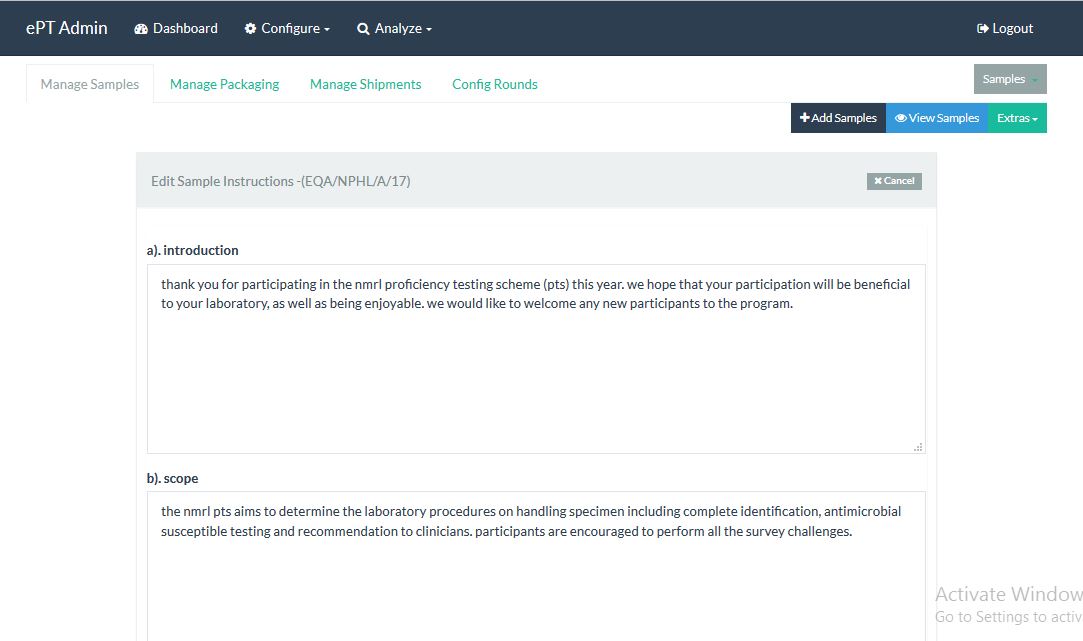 ePT Admin Dashboard Configure Analyze Logout
Manage Samples Manage Packaging Manage Shipments Config Rounds Samples
Add Samples View Samples Extras
Edit Sample Instructions -(EQA/NPHL/A/17) Cancel
a). introduction
thank you for participating in the nmrl proficiency testing scheme (pts) this year. we hope that your participation will be beneficial
to your laboratory, as well as being enjoyable. we would like to welcome any new participants to the program.
b). scope
the nmrl pts aims to determine the laboratory procedures on handling specimen including complete identification, antimicrobial
susceptible testing and recommendation to clinicians. participants are encouraged to perform all the survey challenges.
Activate Window
Go to Settings to activ